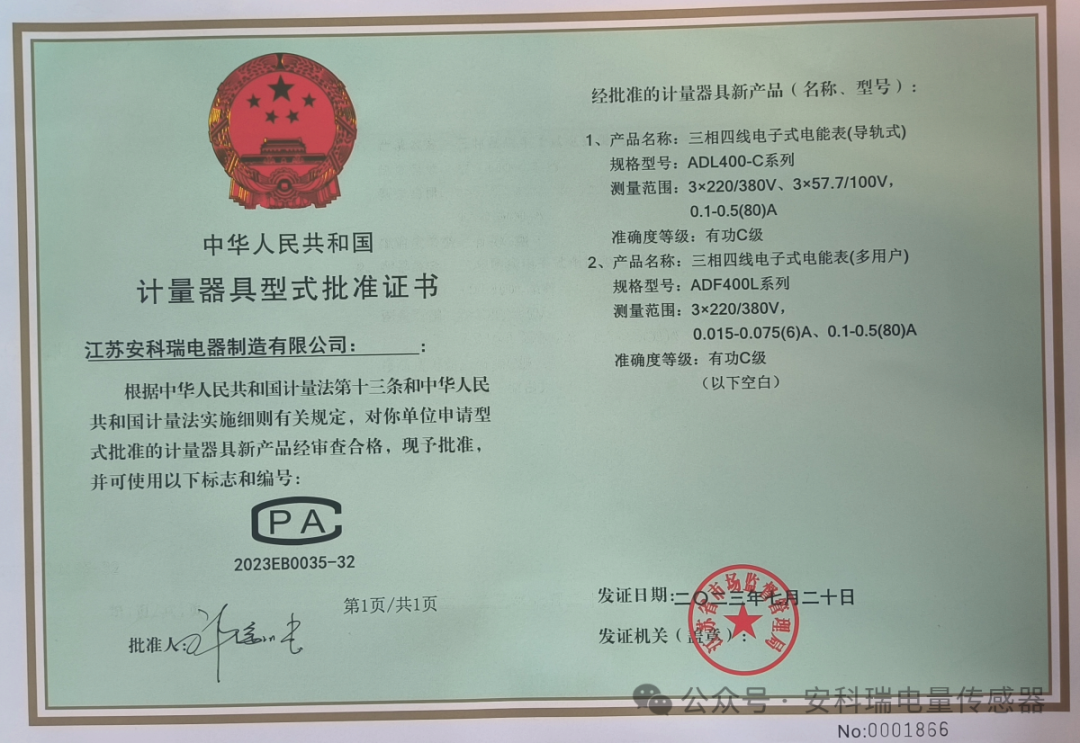 中华人民共和国
计量器具型式批准证书
江苏安科瑞电器制造有限公司: :
根据中华人民共和国计量法第十三条和中华人民
共和国计量法实施细则有关规定，对你单位申请型
式批准的计量器具新产品经审查合格，现予批准，
并可使用以下标志和编号:
CPA
2023EB0035-32
第1页/共1页
批准人:
经批准的计量器具新产品（名称、型号）:
1、产品名称: 三相四线电子式电能表(导轨式)
规格型号: ADL400-C系列
测量范围: 3×220/380V、3×57.7/100V,
0.1-0.5(80)A
准确度等级: 有功C级
2、产品名称: 三相四线电子式电能表(多用户)
规格型号: ADF400L系列
测量范围: 3×220/380V,
0.015-0.075(6)A、0.1-0.5(80)A
准确度等级: 有功C级
（以下空白）
发证日期: 二〇二三年七月二十日
发证机关（盖章）:
江苏省市场监督管理局
公众号·安科瑞电量传感器
No:0001866